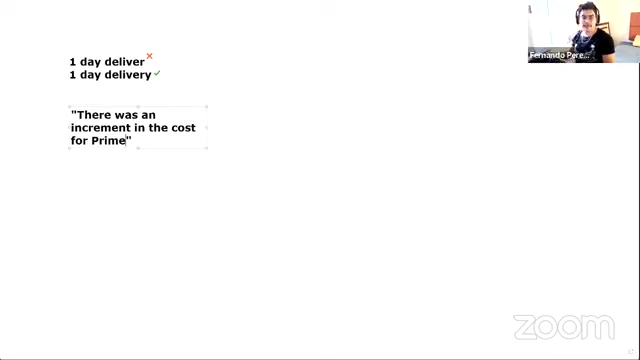 1 day deliver
1 day delivery
"There was an
increment in the cost
for Prime"
Fernando Pere...
zoom